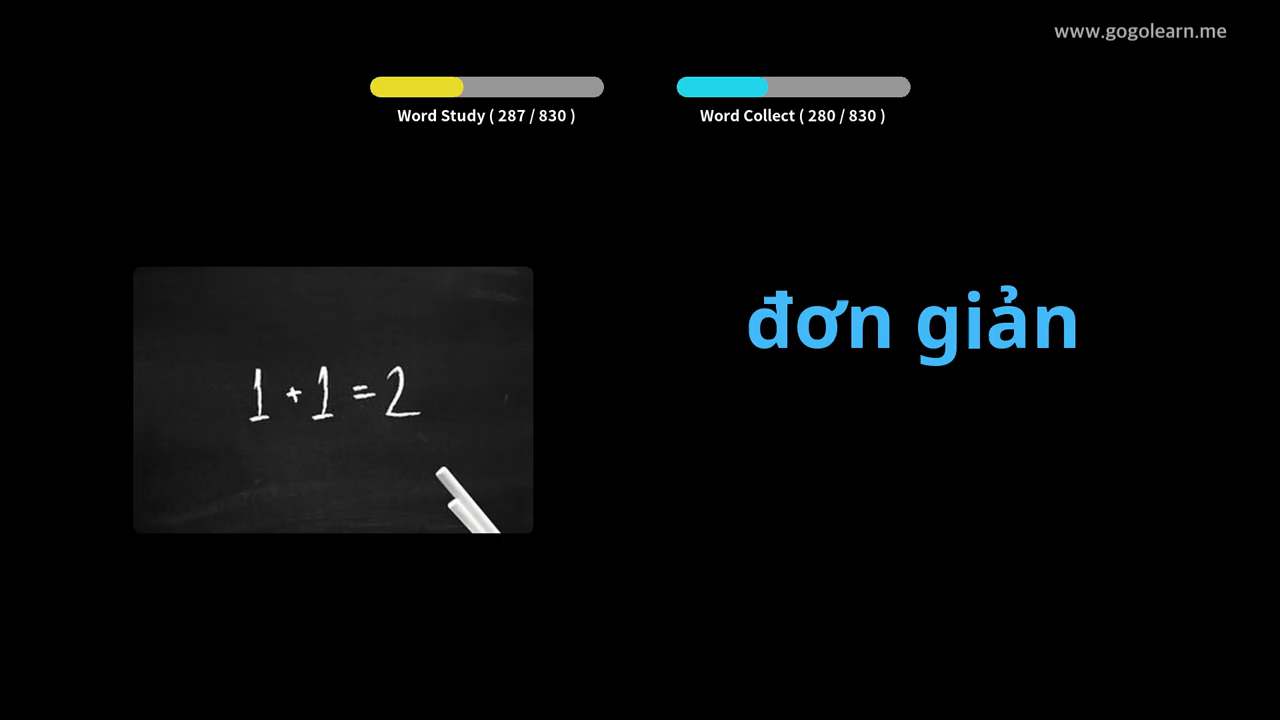 www.gogolearn.me
Word Study ( 287 / 830 )
Word Collect ( 280 / 830 )
đơn giản
1 + 1 = 2